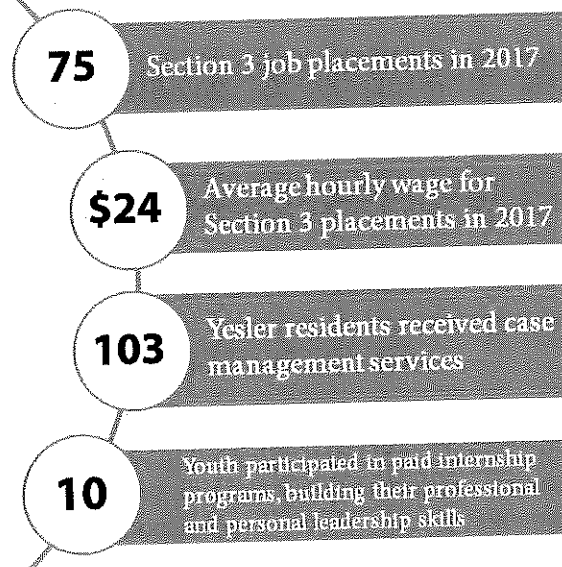 75
Section 3 job placements in 2017
$24
Average hourly wage for
Section 3 placements in 2017
103
Yesler residents received case
management services
10
Youth participated in paid internship
programs, building their professional
and personal leadership skills